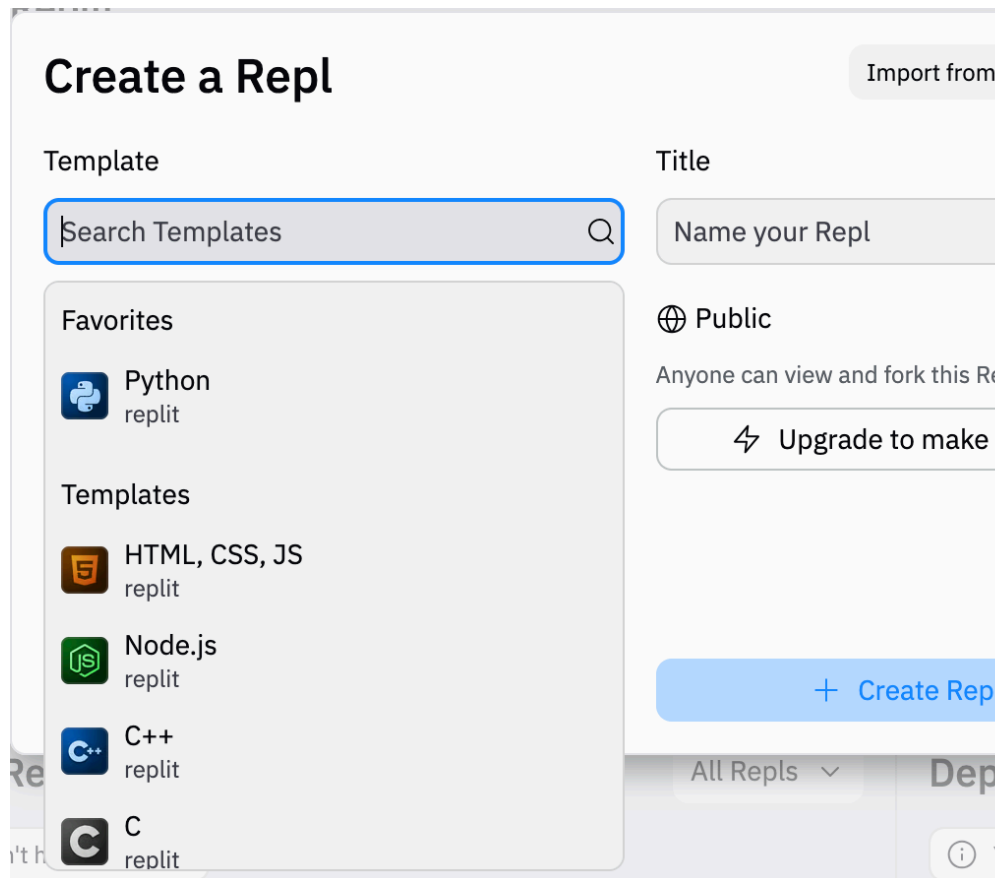 Create a Repl
Import from
Template
Title
Search Templates
Name your Repl
Favorites
Public
Python
replit
Anyone can view and fork this Re
Upgrade to make
Templates
HTML, CSS, JS
replit
Node.js
replit
+ Create Rep
C++
replit
Re
All Repls
Dep
C
replit
n't h